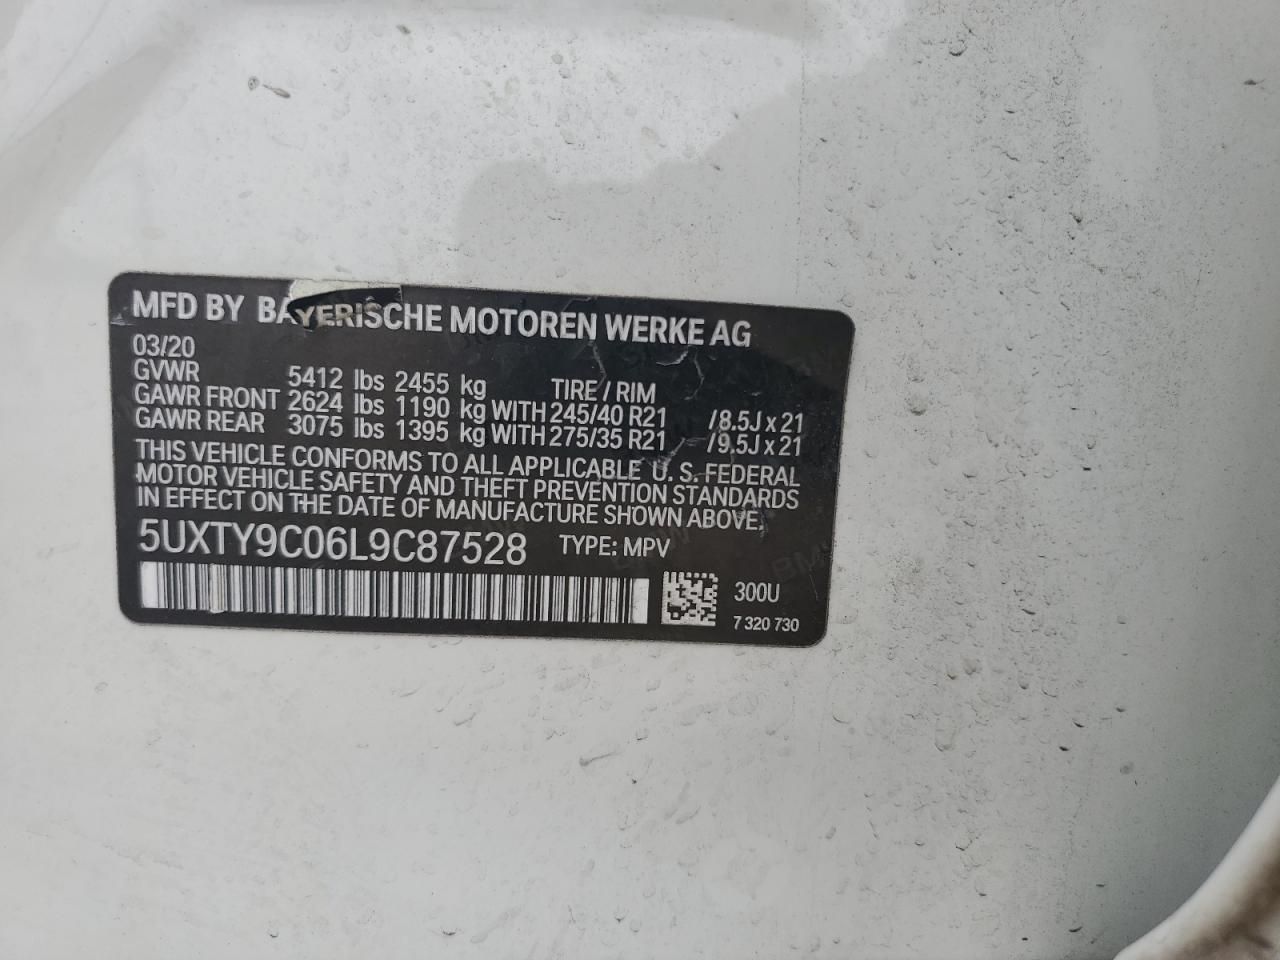 MFD BY BAYERISCHE MOTOREN WERKE AG
03/20
GVWR 5412 lbs 2455 kg TIRE / RIM
GAWR FRONT 2624 lbs 1190 kg WITH 245/40 R21 /8.5J x 21
GAWR REAR 3075 lbs 1395 kg WITH 275/35 R21 /9.5J x 21
THIS VEHICLE CONFORMS TO ALL APPLICABLE U. S. FEDERAL
MOTOR VEHICLE SAFETY AND THEFT PREVENTION STANDARDS
IN EFFECT ON THE DATE OF MANUFACTURE SHOWN ABOVE,
5UXTY9C06L9C87528 TYPE: MPV
300U
7 320 730